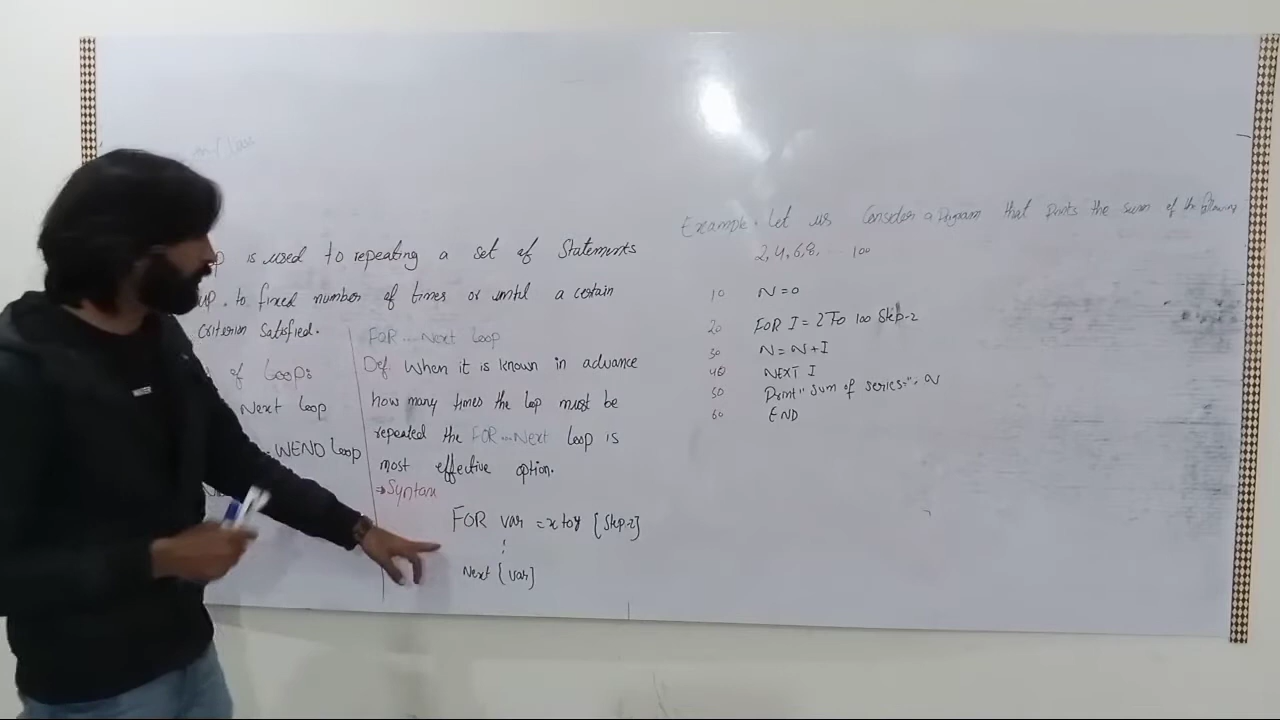 is used to repeating a set of Statements
up to fixed number of times or until a certain
criterion Satisfied.
of Loops
Next loop
WEND Loop
FOR...Next Loop
Def: When it is known in advance
how many times the loop must be
repeated the FOR...Next Loop is
most effective option.
⇒Syntax
FOR var = x to y [Step z]
Next [var]
Example: Let us Consider a Program that Prints the sum of the following
2,4,6,8,...100
10 N=0
20 FOR I=2 To 100 Step-2
30 N=N+I
40 NEXT I
50 Print "Sum of series=", N
60 END